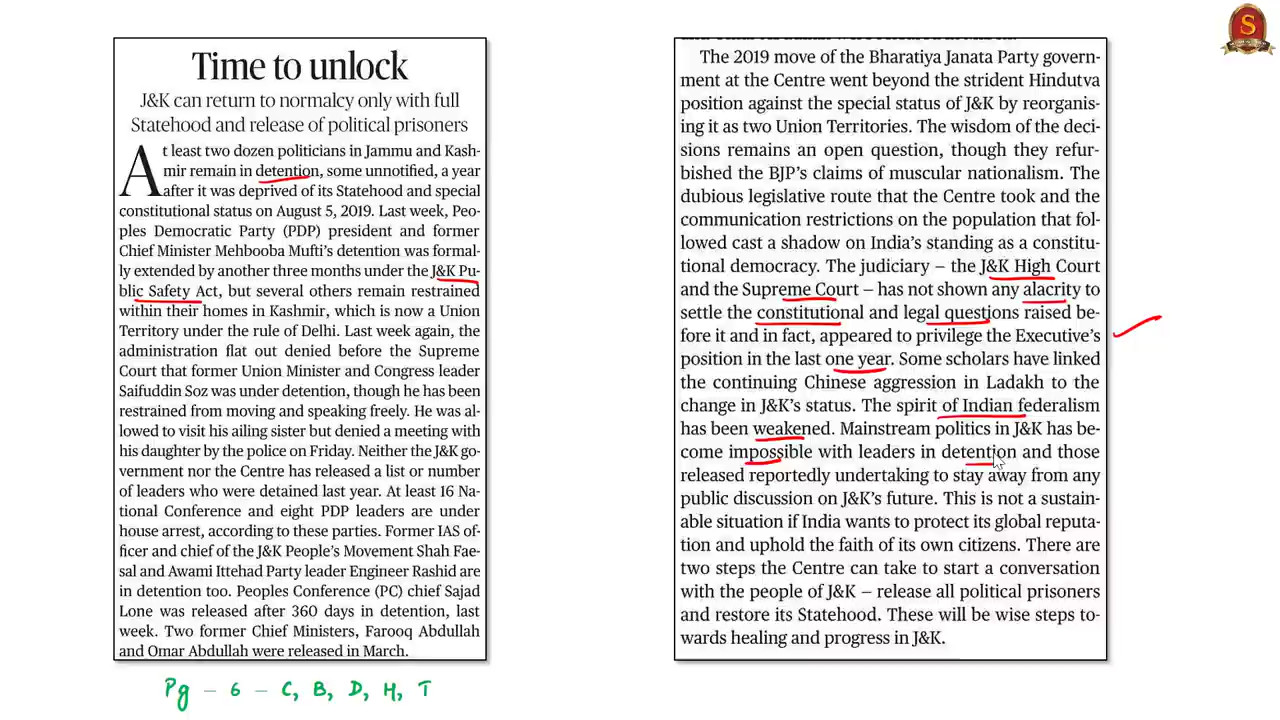 Time to unlock
J&K can return to normalcy only with full
Statehood and release of political prisoners
At least two dozen politicians in Jammu and Kash-
mir remain in detention, some unnotified, a year
after it was deprived of its Statehood and special
constitutional status on August 5, 2019. Last week, Peo-
ples Democratic Party (PDP) president and former
Chief Minister Mehbooba Mufti's detention was formal-
ly extended by another three months under the J&K Pu-
blic Safety Act, but several others remain restrained
within their homes in Kashmir, which is now a Union
Territory under the rule of Delhi. Last week again, the
administration flat out denied before the Supreme
Court that former Union Minister and Congress leader
Saifuddin Soz was under detention, though he has been
restrained from moving and speaking freely. He was al-
lowed to visit his ailing sister but denied a meeting with
his daughter by the police on Friday. Neither the J&K go-
vernment nor the Centre has released a list or number
of leaders who were detained last year. At least 16 Na-
tional Conference and eight PDP leaders are under
house arrest, according to these parties. Former IAS of-
ficer and chief of the J&K People's Movement Shah Fae-
sal and Awami Ittehad Party leader Engineer Rashid are
in detention too. Peoples Conference (PC) chief Sajad
Lone was released after 360 days in detention, last
week. Two former Chief Ministers, Farooq Abdullah
and Omar Abdullah were released in March.
Pg - 6 - C, B, D, H, T
The 2019 move of the Bharatiya Janata Party govern-
ment at the Centre went beyond the strident Hindutva
position against the special status of J&K by reorganis-
ing it as two Union Territories. The wisdom of the deci-
sions remains an open question, though they refur-
bished the BJP's claims of muscular nationalism. The
dubious legislative route that the Centre took and the
communication restrictions on the population that fol-
lowed cast a shadow on India's standing as a constitu-
tional democracy. The judiciary – the J&K High Court
and the Supreme Court – has not shown any alacrity to
settle the constitutional and legal questions raised be-
fore it and in fact, appeared to privilege the Executive's
position in the last one year. Some scholars have linked
the continuing Chinese aggression in Ladakh to the
change in J&K's status. The spirit of Indian federalism
has been weakened. Mainstream politics in J&K has be-
come impossible with leaders in detention and those
released reportedly undertaking to stay away from any
public discussion on J&K's future. This is not a sustain-
able situation if India wants to protect its global reputa-
tion and uphold the faith of its own citizens. There are
two steps the Centre can take to start a conversation
with the people of J&K – release all political prisoners
and restore its Statehood. These will be wise steps to-
wards healing and progress in J&K.
S